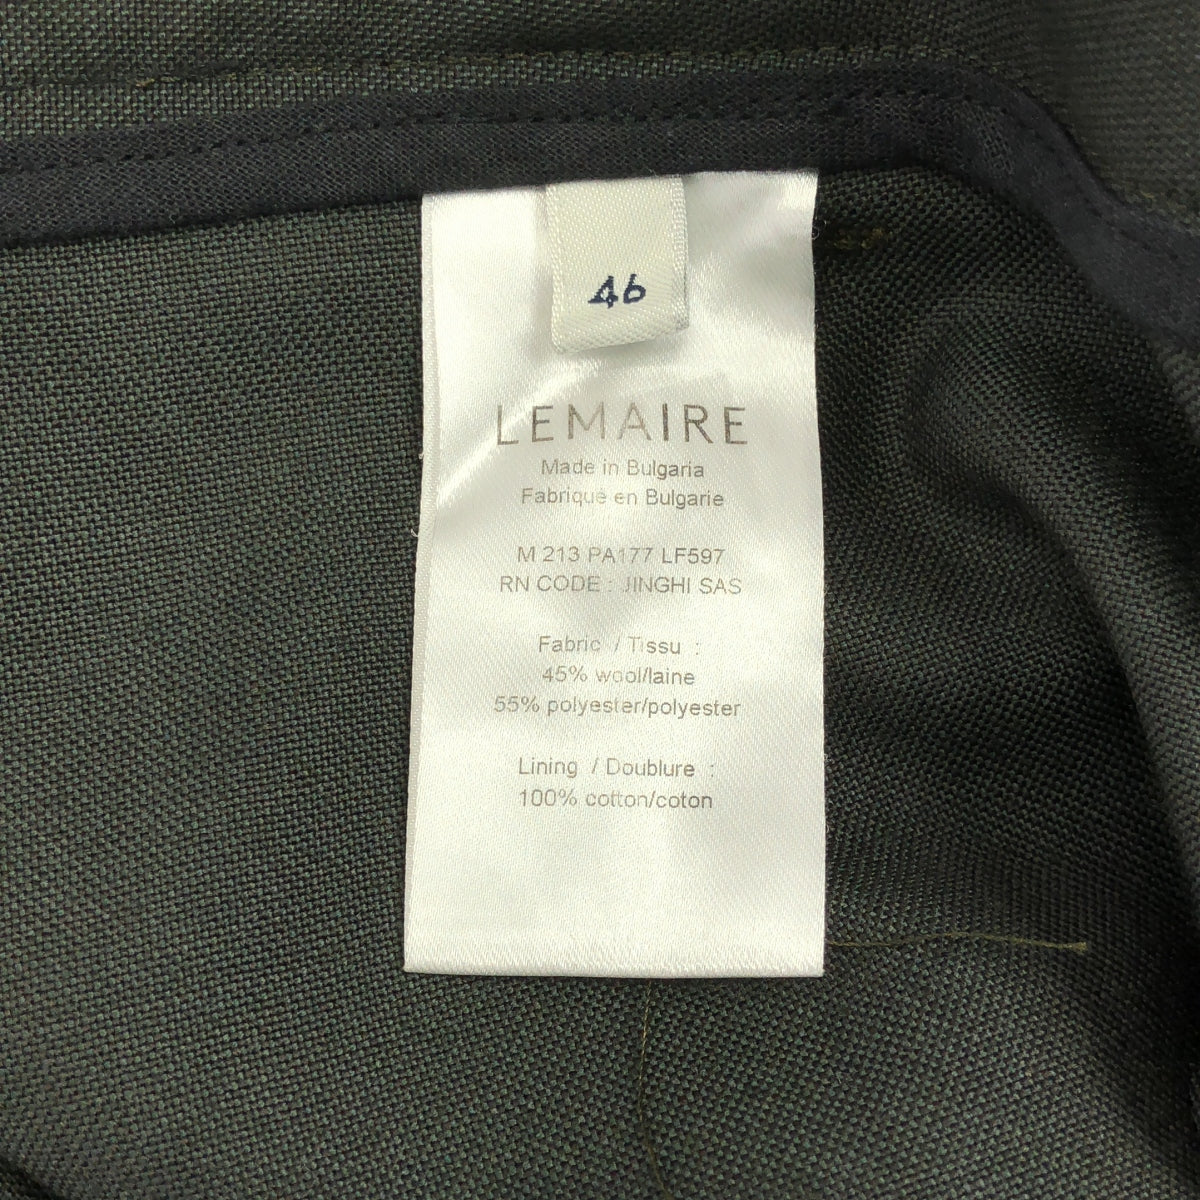 46
LEMAIRE
Made in Bulgaria
Fabriqué en Bulgarie
M 213 PA177 LF597
RN CODE : JINGHI SAS
Fabric / Tissu :
45% wool/laine
55% polyester/polyester
Lining / Doublure :
100% cotton/coton